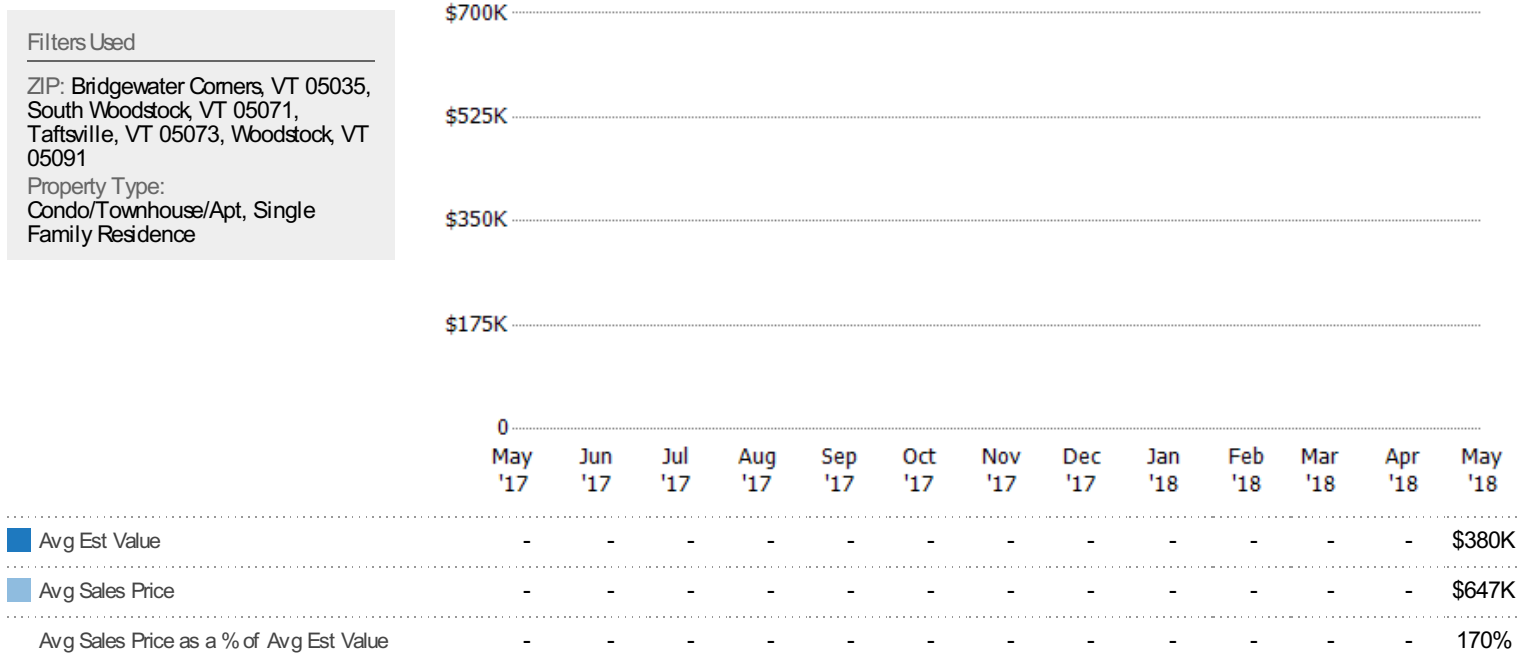 Filters Used
ZIP: Bridgewater Corners, VT 05035,
South Woodstock, VT 05071,
Taftsville, VT 05073, Woodstock, VT
05091
Property Type:
Condo/Townhouse/Apt, Single
Family Residence
$700K
$525K
$350K
$175K
0
May Jun Jul Aug Sep Oct Nov Dec Jan Feb Mar Apr May
'17 '17 '17 '17 '17 '17 '17 '17 '18 '18 '18 '18 '18
Avg Est Value - - - - - - - - - - - - $380K
Avg Sales Price - - - - - - - - - - - - $647K
Avg Sales Price as a % of Avg Est Value - - - - - - - - - - - - 170%